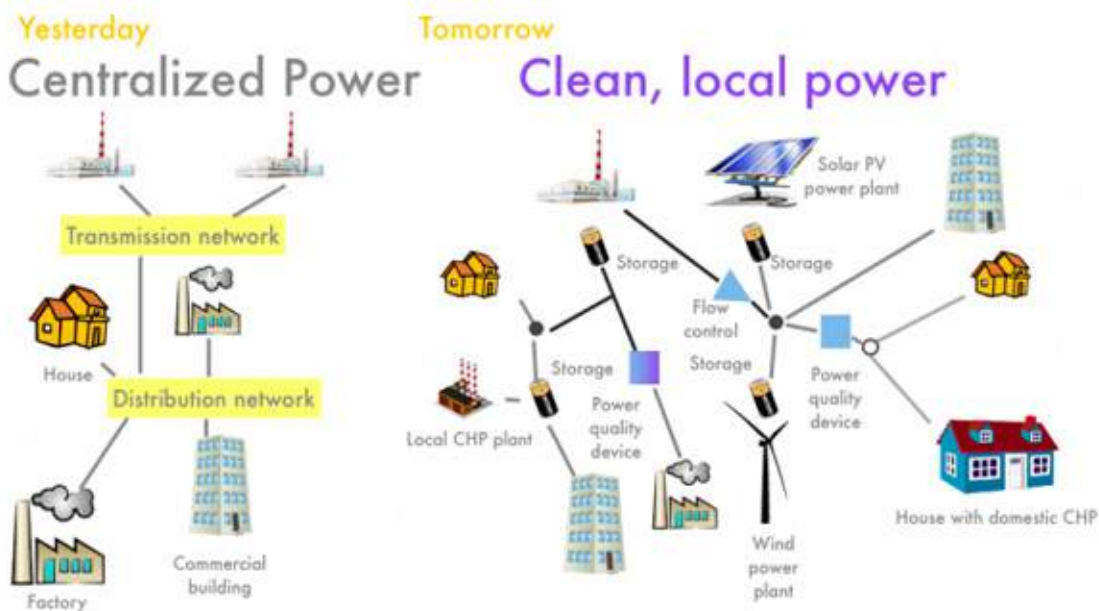 Yesterday
Centralized Power
Transmission network
House
Distribution network
Commercial
building
Factory
Tomorrow
Clean, local power
Solar PV
power plant
Storage
Storage
Flow
control
Storage
Storage
Power
quality
device
Power
quality
device
Local CHP plant
House with domestic CHP
Wind
power
plant